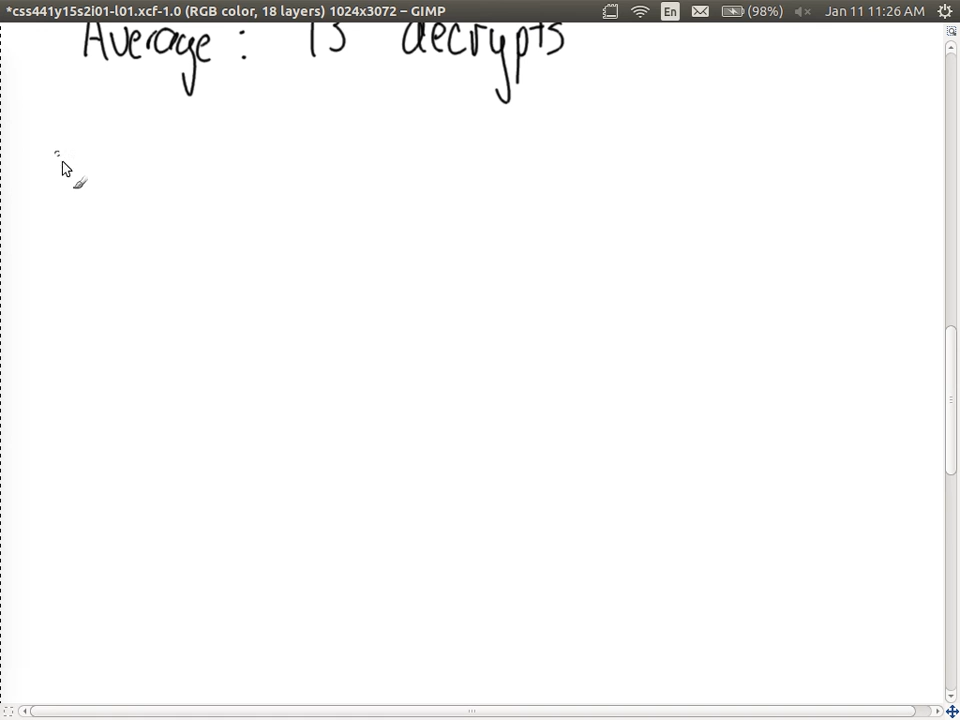 *css441y15s2i01-l01.xcf-1.0 (RGB color, 18 layers) 1024x3072 – GIMP En (98%) Jan 11 11:26 AM
Average : 13 decrypts